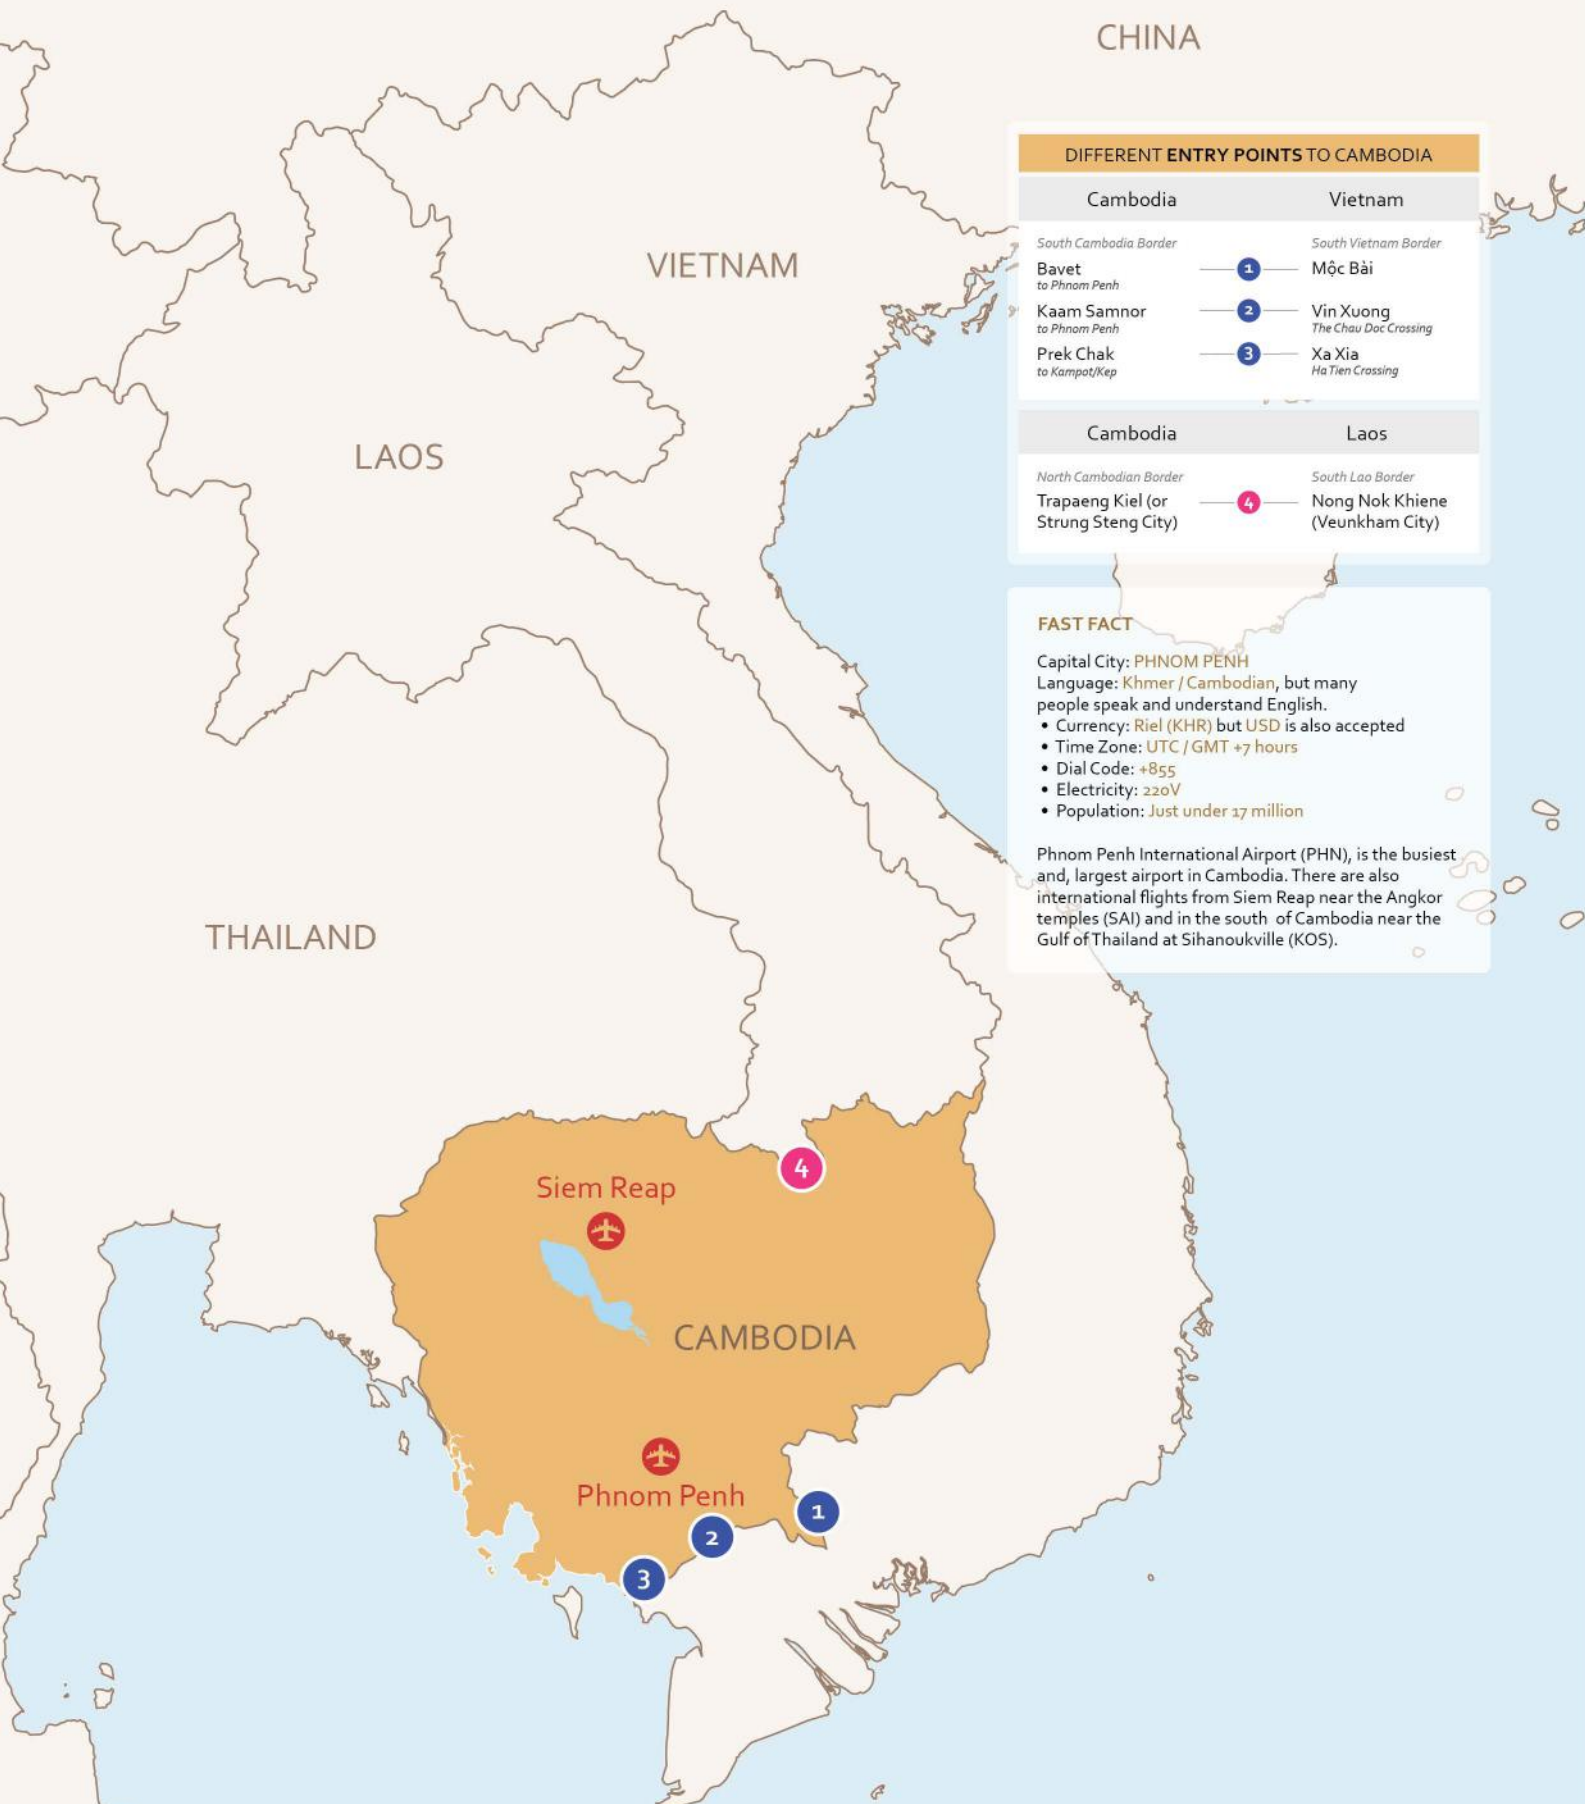 CHINA
VIETNAM
LAOS
THAILAND
Siem Reap
CAMBODIA
Phnom Penh
1
2
3
4
DIFFERENT ENTRY POINTS TO CAMBODIA
Cambodia Vietnam
South Cambodia Border South Vietnam Border
Bavet 1 Mộc Bài
to Phnom Penh
Kaam Samnor 2 Vin Xuong
to Phnom Penh The Chau Doc Crossing
Prek Chak 3 Xa Xia
to Kampot/Kep Ha Tien Crossing
Cambodia Laos
North Cambodian Border South Lao Border
Trapaeng Kiel (or 4 Nong Nok Khiene
Strung Steng City) (Veunkham City)
FAST FACT
Capital City: PHNOM PENH
Language: Khmer / Cambodian, but many
people speak and understand English.
• Currency: Riel (KHR) but USD is also accepted
• Time Zone: UTC / GMT +7 hours
• Dial Code: +855
• Electricity: 220V
• Population: Just under 17 million
Phnom Penh International Airport (PHN), is the busiest
and, largest airport in Cambodia. There are also
international flights from Siem Reap near the Angkor
temples (SAI) and in the south of Cambodia near the
Gulf of Thailand at Sihanoukville (KOS).